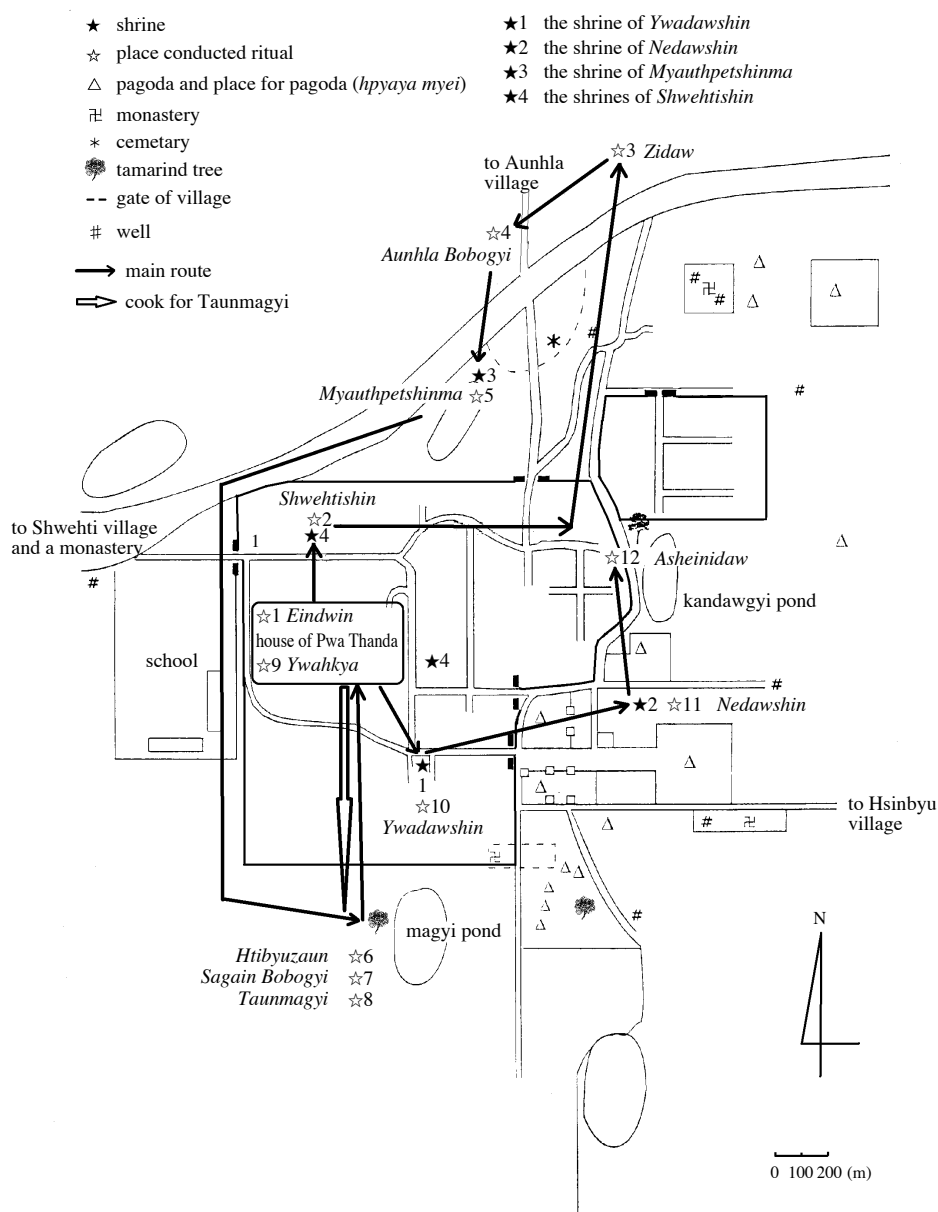 ★ shrine
☆ place conducted ritual
△ pagoda and place for pagoda (hpyaya myei)
卍 monastery
* cemetary
tamarind tree
-- gate of village
# well
main route
cook for Taunmagyi
★1 the shrine of Ywadawshin
★2 the shrine of Nedawshin
★3 the shrine of Myauthpetshinma
★4 the shrines of Shwehtishin
to Aunhla
village
☆3 Zidaw
☆4
Aunhla Bobogyi
★3
Myauthpetshinma ☆5
Shwehtishin
☆2
★4
to Shwehti village
and a monastery
1
☆12 Asheinidaw
kandawgyi pond
☆1 Eindwin
house of Pwa Thanda
☆9 Ywahkya
school
★4
★2 ☆11 Nedawshin
★
1
☆10
Ywadawshin
to Hsinbyu
village
magyi pond
Htibyuzaun ☆6
Sagain Bobogyi ☆7
Taunmagyi ☆8
N
0 100 200 (m)